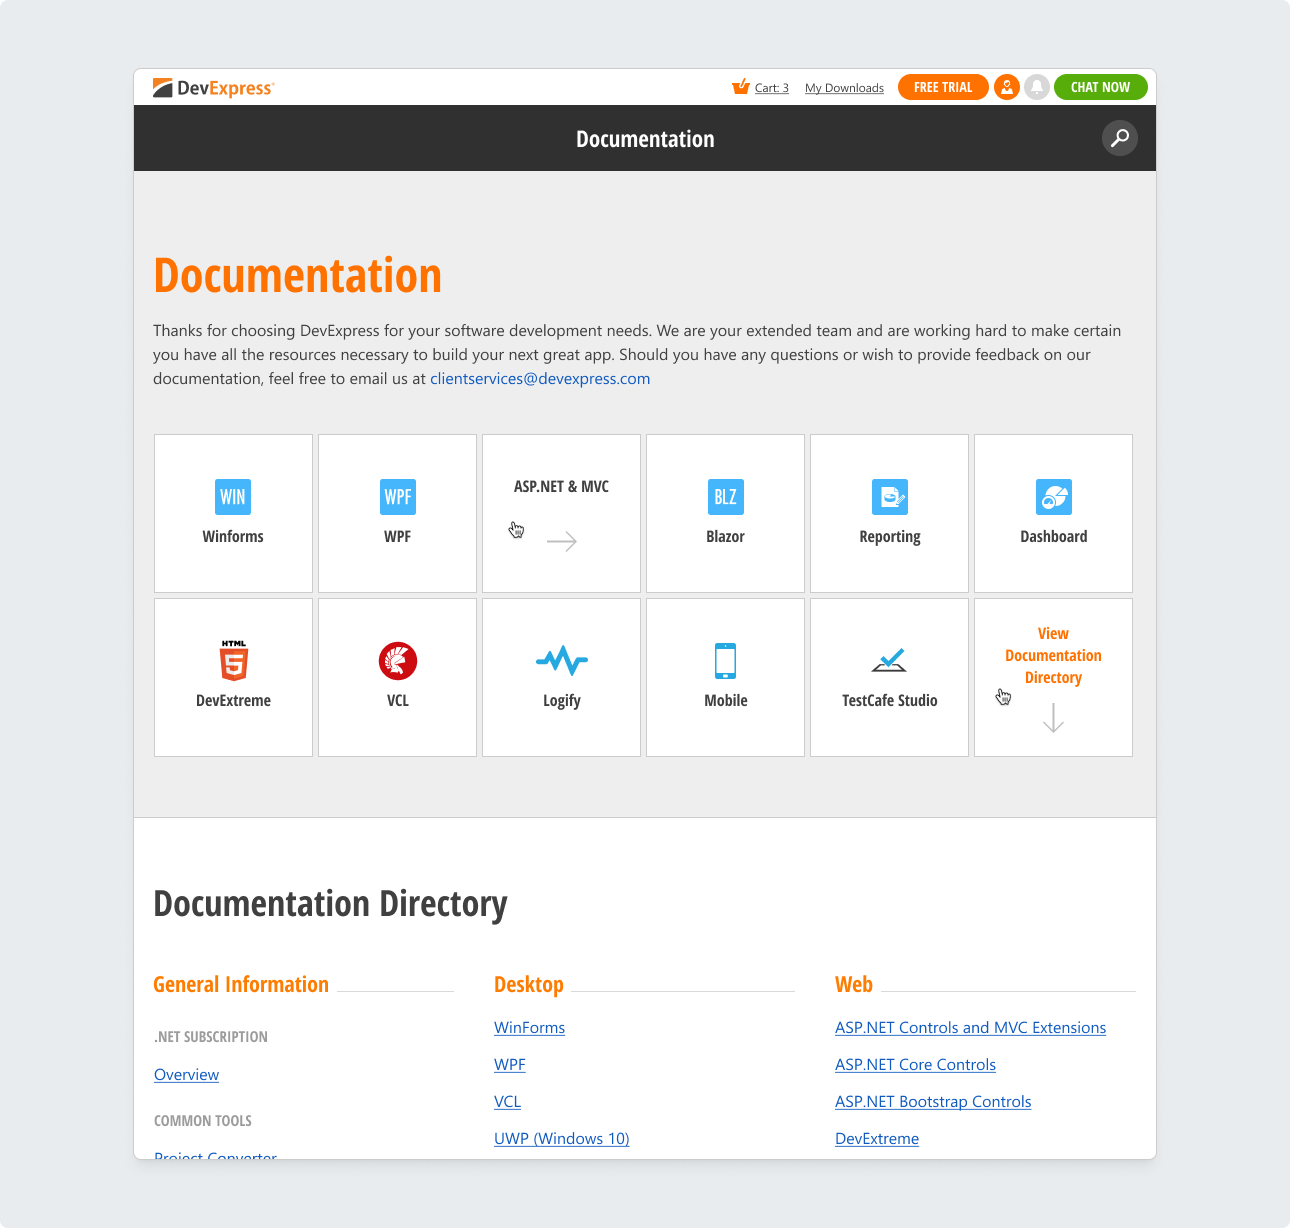 DevExpress
Cart: 3
My Downloads
FREE TRIAL
CHAT NOW
Documentation
Documentation
Thanks for choosing DevExpress for your software development needs. We are your extended team and are working hard to make certain
you have all the resources necessary to build your next great app. Should you have any questions or wish to provide feedback on our
documentation, feel free to email us at clientservices@devexpress.com
WIN
Winforms
WPF
WPF
ASP.NET & MVC
BLZ
Blazor
Reporting
Dashboard
HTML
5
DevExtreme
VCL
Logify
Mobile
TestCafe Studio
View
Documentation
Directory
Documentation Directory
General Information
.NET SUBSCRIPTION
Overview
COMMON TOOLS
Project Converter
Desktop
WinForms
WPF
VCL
UWP (Windows 10)
Web
ASP.NET Controls and MVC Extensions
ASP.NET Core Controls
ASP.NET Bootstrap Controls
DevExtreme